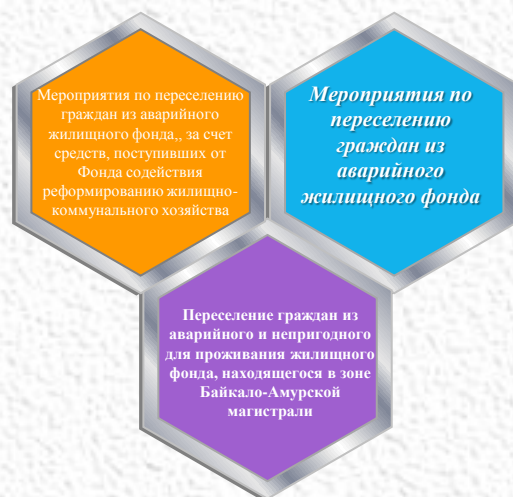 Мероприятия по переселению
граждан из аварийного
жилищного фонда,, за счет
средств, поступивших от
Фонда содействия
реформированию жилищно-
коммунального хозяйства
Мероприятия по
переселению
граждан из
аварийного
жилищного фонда
Переселение граждан из
аварийного и непригодного
для проживания жилищного
фонда, находящегося в зоне
Байкало-Амурской
магистрали